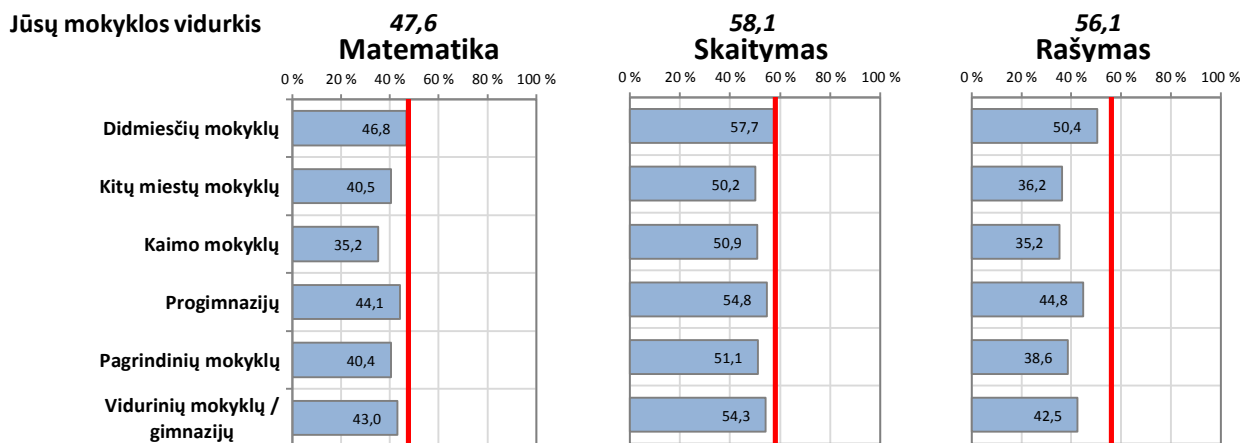 Jūsų mokyklos vidurkis 47,6 58,1 56,1
Matematika Skaitymas Rašymas
0 % 20 % 40 % 60 % 80 % 100 % 0 % 20 % 40 % 60 % 80 % 100 % 0 % 20 % 40 % 60 % 80 % 100 %
Didmiesčių mokyklų 46,8 57,7 50,4
Kitų miestų mokyklų 40,5 50,2 36,2
Kaimo mokyklų 35,2 50,9 35,2
Progimnazijų 44,1 54,8 44,8
Pagrindinių mokyklų 40,4 51,1 38,6
Vidurinių mokyklų /
gimnazijų 43,0 54,3 42,5